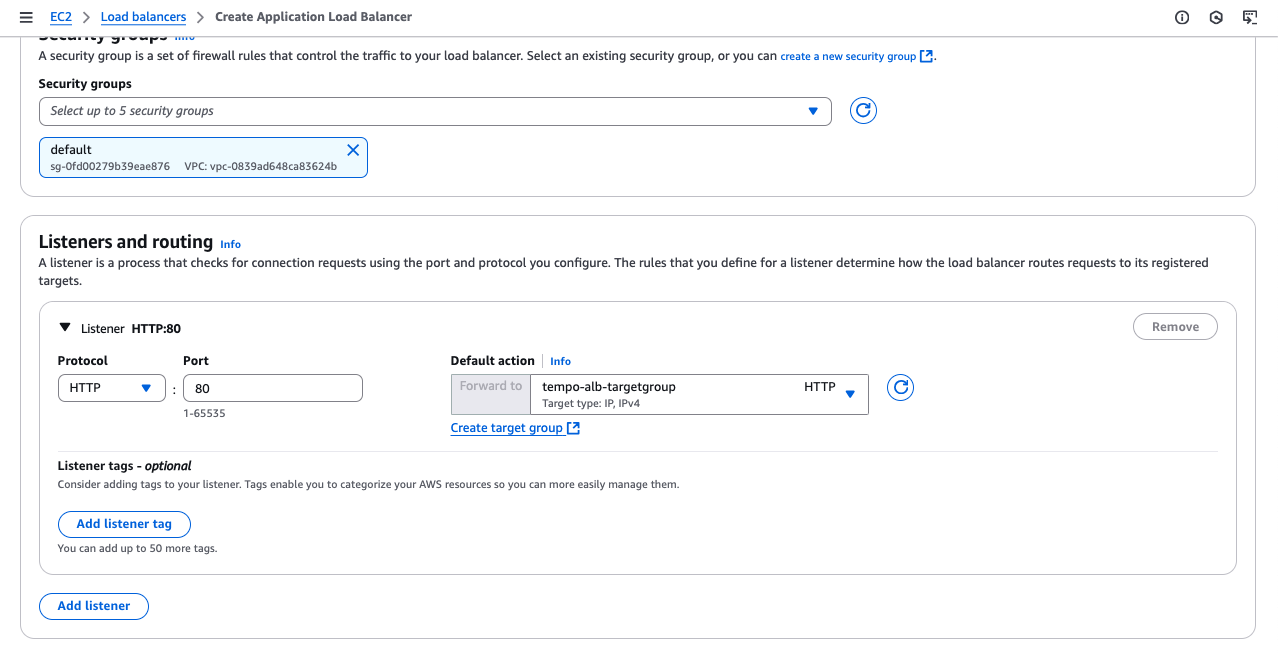 EC2 > Load balancers > Create Application Load Balancer
Security groups Info
A security group is a set of firewall rules that control the traffic to your load balancer. Select an existing security group, or you can create a new security group .
Security groups
Select up to 5 security groups
default
sg-0fd00279b39eae876 VPC: vpc-0839ad648ca83624b
Listeners and routing Info
A listener is a process that checks for connection requests using the port and protocol you configure. The rules that you define for a listener determine how the load balancer routes requests to its registered
targets.
Listener HTTP:80
Remove
Protocol
Port
HTTP
:
80
1-65535
Default action | Info
Forward to
tempo-alb-targetgroup
HTTP
Target type: IP, IPv4
Create target group
Listener tags - optional
Consider adding tags to your listener. Tags enable you to categorize your AWS resources so you can more easily manage them.
Add listener tag
You can add up to 50 more tags.
Add listener